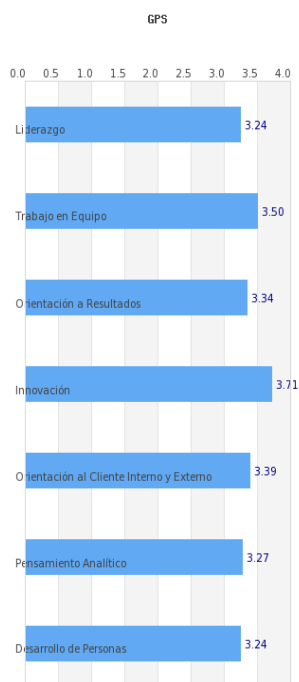 GPS
0.0 0.5 1.0 1.5 2.0 2.5 3.0 3.5 4.0
Liderazgo 3.24
Trabajo en Equipo 3.50
Orientación a Resultados 3.34
Innovación 3.71
Orientación al Cliente Interno y Externo 3.39
Pensamiento Analítico 3.27
Desarrollo de Personas 3.24